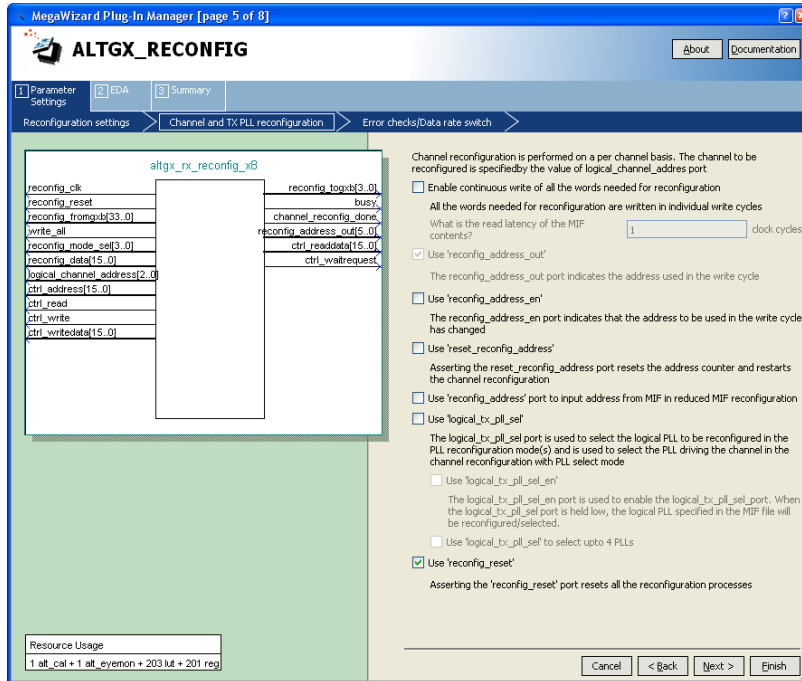 MegaWizard Plug-In Manager [page 5 of 8]
ALTGX_RECONFIG
About
Documentation
1 Parameter Settings
2 EDA
3 Summary
Reconfiguration settings
Channel and TX PLL reconfiguration
Error checks/Data rate switch
altgx_rx_reconfig_x8
reconfig_clk
reconfig_reset
reconfig_fromgxb[33..0]
write_all
reconfig_mode_sel[3..0]
reconfig_data[15..0]
logical_channel_address[2..0]
ctrl_address[15..0]
ctrl_read
ctrl_write
ctrl_writedata[15..0]
reconfig_togxb[3..0]
busy
channel_reconfig_done
reconfig_address_out[5..0]
ctrl_readdata[15..0]
ctrl_waitrequest
Channel reconfiguration is performed on a per channel basis. The channel to be
reconfigured is specifiedby the value of logical_channel_addres port
Enable continuous write of all the words needed for reconfiguration
All the words needed for reconfiguration are written in individual write cycles
What is the read latency of the MIF
contents?
1
clock cycles
Use 'reconfig_address_out'
The reconfig_address_out port indicates the address used in the write cycle
Use 'reconfig_address_en'
The reconfig_address_en port indicates that the address to be used in the write cycle
has changed
Use 'reset_reconfig_address'
Asserting the reset_reconfig_address port resets the address counter and restarts
the channel reconfiguration
Use 'reconfig_address' port to input address from MIF in reduced MIF reconfiguration
Use 'logical_tx_pll_sel'
The logical_tx_pll_sel port is used to select the logical PLL to be reconfigured in the
PLL reconfiguration mode(s) and is used to select the PLL driving the channel in the
channel reconfiguration with PLL select mode
Use 'logical_tx_pll_sel_en'
The logical_tx_pll_sel_en port is used to enable the logical_tx_pll_sel_port. When
the logical_tx_pll_sel port is held low, the logical PLL specified in the MIF file will
be reconfigured/selected.
Use 'logical_tx_pll_sel' to select upto 4 PLLs
Use 'reconfig_reset'
Asserting the 'reconfig_reset' port resets all the reconfiguration processes
Resource Usage
1 alt_cal + 1 alt_eyemon + 203 lut + 201 reg
Cancel
< Back
Next >
Finish